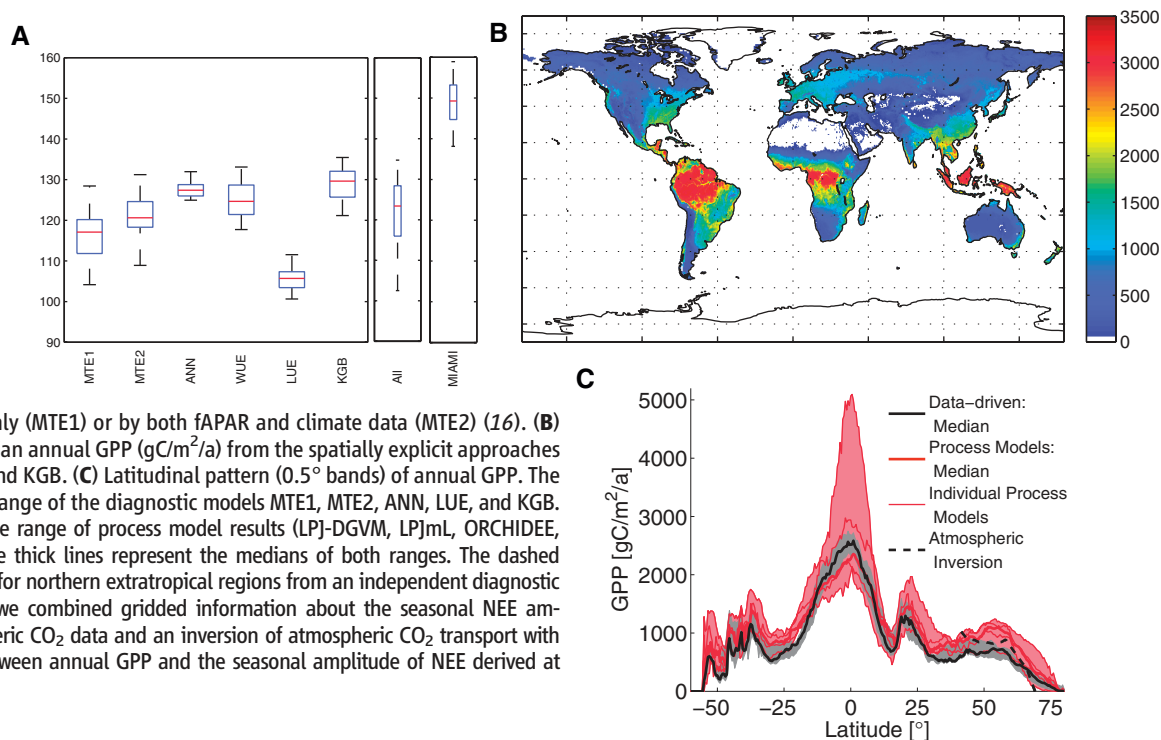 A
160
150
140
130
120
110
100
90
MTE1
MTE2
ANN
WUE
LUE
KGB
All
MIAMI
B
3500
3000
2500
2000
1500
1000
500
0
nly (MTE1) or by both fAPAR and climate data (MTE2) (16). (B)
an annual GPP (gC/m²/a) from the spatially explicit approaches
nd KGB. (C) Latitudinal pattern (0.5° bands) of annual GPP. The
ange of the diagnostic models MTE1, MTE2, ANN, LUE, and KGB.
e range of process model results (LPJ-DGVM, LPJmL, ORCHIDEE,
e thick lines represent the medians of both ranges. The dashed
for northern extratropical regions from an independent diagnostic
we combined gridded information about the seasonal NEE am-
eric CO₂ data and an inversion of atmospheric CO₂ transport with
tween annual GPP and the seasonal amplitude of NEE derived at
C
5000
4000
3000
2000
1000
0
GPP [gC/m²/a]
−50
−25
0
25
50
75
Latitude [°]
Data−driven:
Median
Process Models:
Median
Individual Process
Models
Atmospheric
Inversion